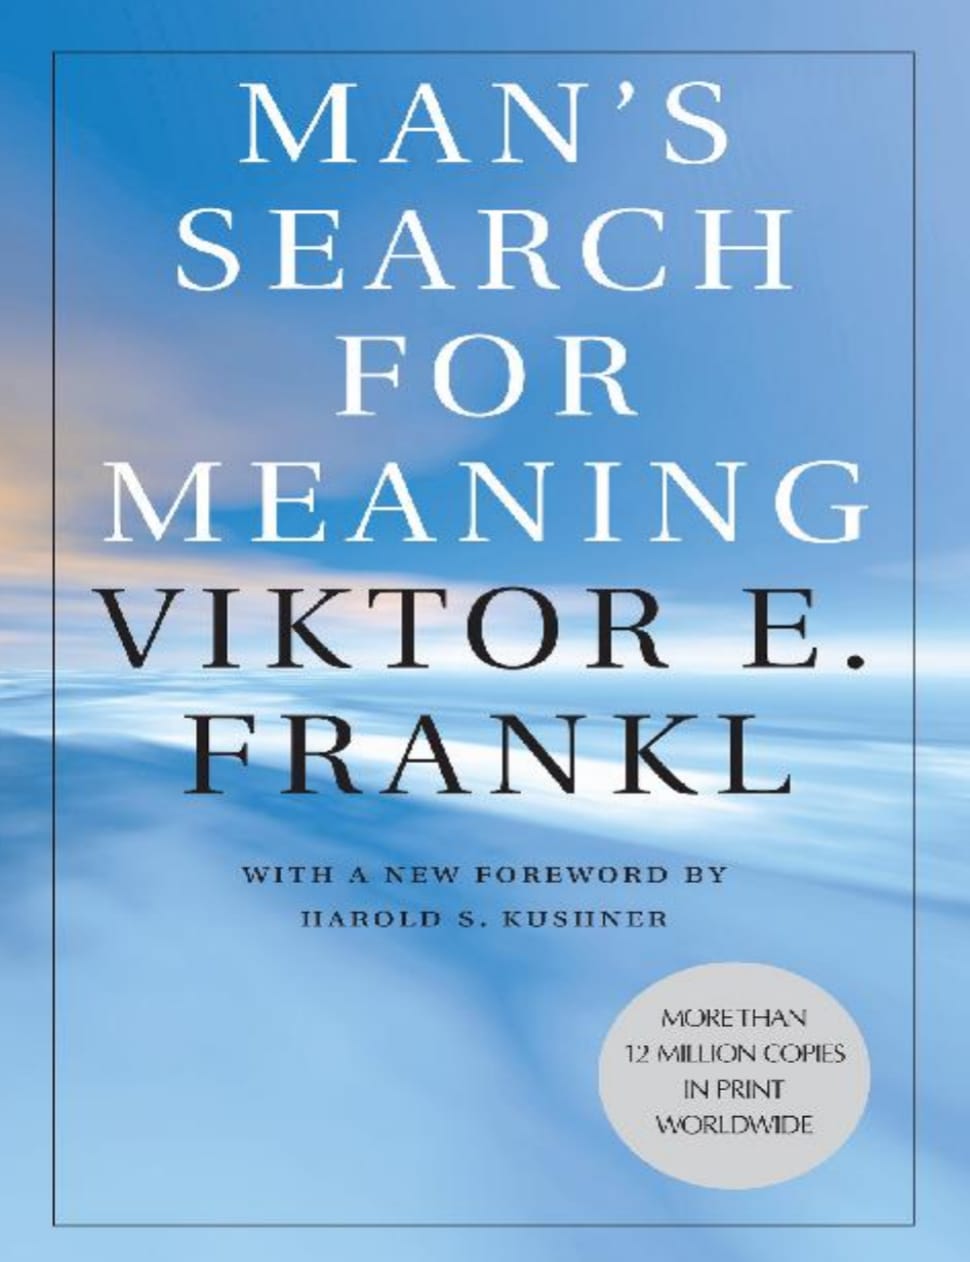 MAN'S
SEARCH
FOR
MEANING
VIKTOR E.
FRANKL
WITH A NEW FOREWORD BY
HAROLD S. KUSHNER
MORE THAN
12 MILLION COPIES
IN PRINT
WORLDWIDE